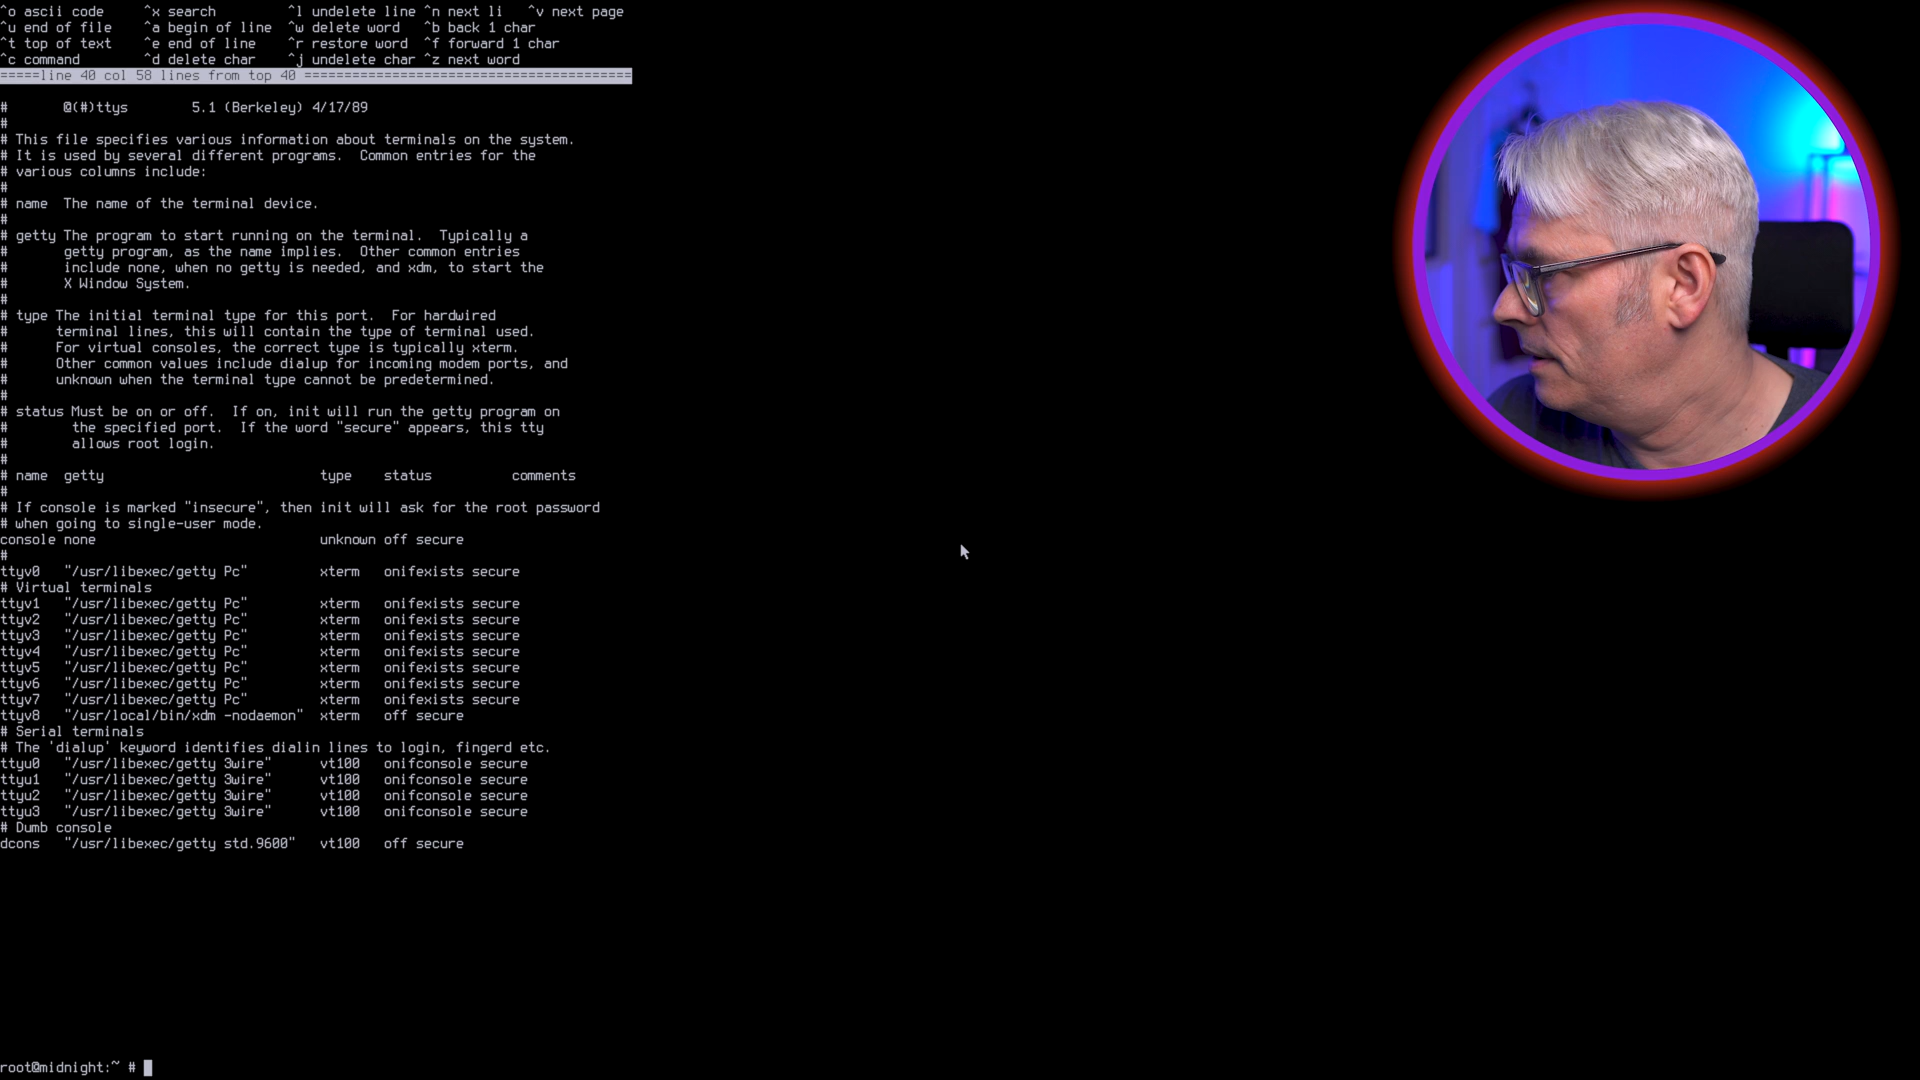 ^o ascii code     ^x search         ^l undelete line ^n next li   ^v next page
^u end of file    ^a begin of line  ^w delete word   ^b back 1 char
^t top of text    ^e end of line    ^r restore word  ^f forward 1 char
^c command        ^d delete char    ^j undelete char ^z next word
=====line 40 col 58 lines from top 40 =========================================
#       @(#)ttys        5.1 (Berkeley) 4/17/89
#
# This file specifies various information about terminals on the system.
# It is used by several different programs.  Common entries for the
# various columns include:
#
# name  The name of the terminal device.
#
# getty The program to start running on the terminal.  Typically a
#       getty program, as the name implies.  Other common entries
#       include none, when no getty is needed, and xdm, to start the
#       X Window System.
#
# type The initial terminal type for this port.  For hardwired
#      terminal lines, this will contain the type of terminal used.
#      For virtual consoles, the correct type is typically xterm.
#      Other common values include dialup for incoming modem ports, and
#      unknown when the terminal type cannot be predetermined.
#
# status Must be on or off.  If on, init will run the getty program on
#        the specified port.  If the word "secure" appears, this tty
#        allows root login.
#
# name  getty                           type    status          comments
#
# If console is marked "insecure", then init will ask for the root password
# when going to single-user mode.
console none                            unknown off secure
#
ttyv0   "/usr/libexec/getty Pc"         xterm   onifexists secure
# Virtual terminals
ttyv1   "/usr/libexec/getty Pc"         xterm   onifexists secure
ttyv2   "/usr/libexec/getty Pc"         xterm   onifexists secure
ttyv3   "/usr/libexec/getty Pc"         xterm   onifexists secure
ttyv4   "/usr/libexec/getty Pc"         xterm   onifexists secure
ttyv5   "/usr/libexec/getty Pc"         xterm   onifexists secure
ttyv6   "/usr/libexec/getty Pc"         xterm   onifexists secure
ttyv7   "/usr/libexec/getty Pc"         xterm   onifexists secure
ttyv8   "/usr/local/bin/xdm -nodaemon"  xterm   off secure
# Serial terminals
# The 'dialup' keyword identifies dialin lines to login, fingerd etc.
ttyu0   "/usr/libexec/getty 3wire"      vt100   onifconsole secure
ttyu1   "/usr/libexec/getty 3wire"      vt100   onifconsole secure
ttyu2   "/usr/libexec/getty 3wire"      vt100   onifconsole secure
ttyu3   "/usr/libexec/getty 3wire"      vt100   onifconsole secure
# Dumb console
dcons   "/usr/libexec/getty std.9600"   vt100   off secure
root@midnight:~ #